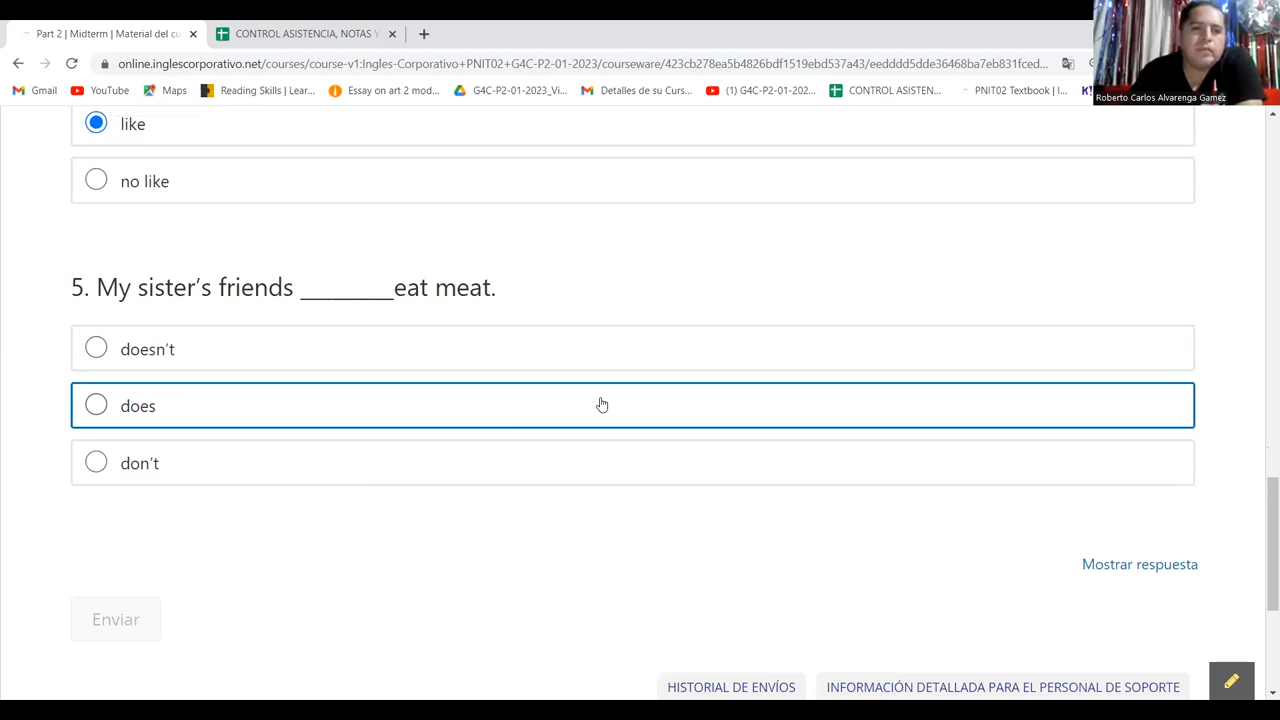 Part 2 | Midterm | Material del cu
CONTROL ASISTENCIA, NOTAS Y
online.inglescorporativo.net/courses/course-v1:Ingles-Corporativo+PNIT02+G4C-P2-01-2023/courseware/423cb278ea5b4826bdf1519ebd537a43/eedddd5dde36468ba7eb831fced...
Gmail
YouTube
Maps
Reading Skills | Lear...
Essay on art 2 mod...
G4C-P2-01-2023_Vi...
Detalles de su Curs...
(1) G4C-P2-01-202...
CONTROL ASISTEN...
PNIT02 Textbook | I...
Roberto Carlos Alvarenga Gamez
like
no like
5. My sister’s friends _________eat meat.
doesn’t
does
don’t
Mostrar respuesta
Enviar
HISTORIAL DE ENVÍOS
INFORMACIÓN DETALLADA PARA EL PERSONAL DE SOPORTE